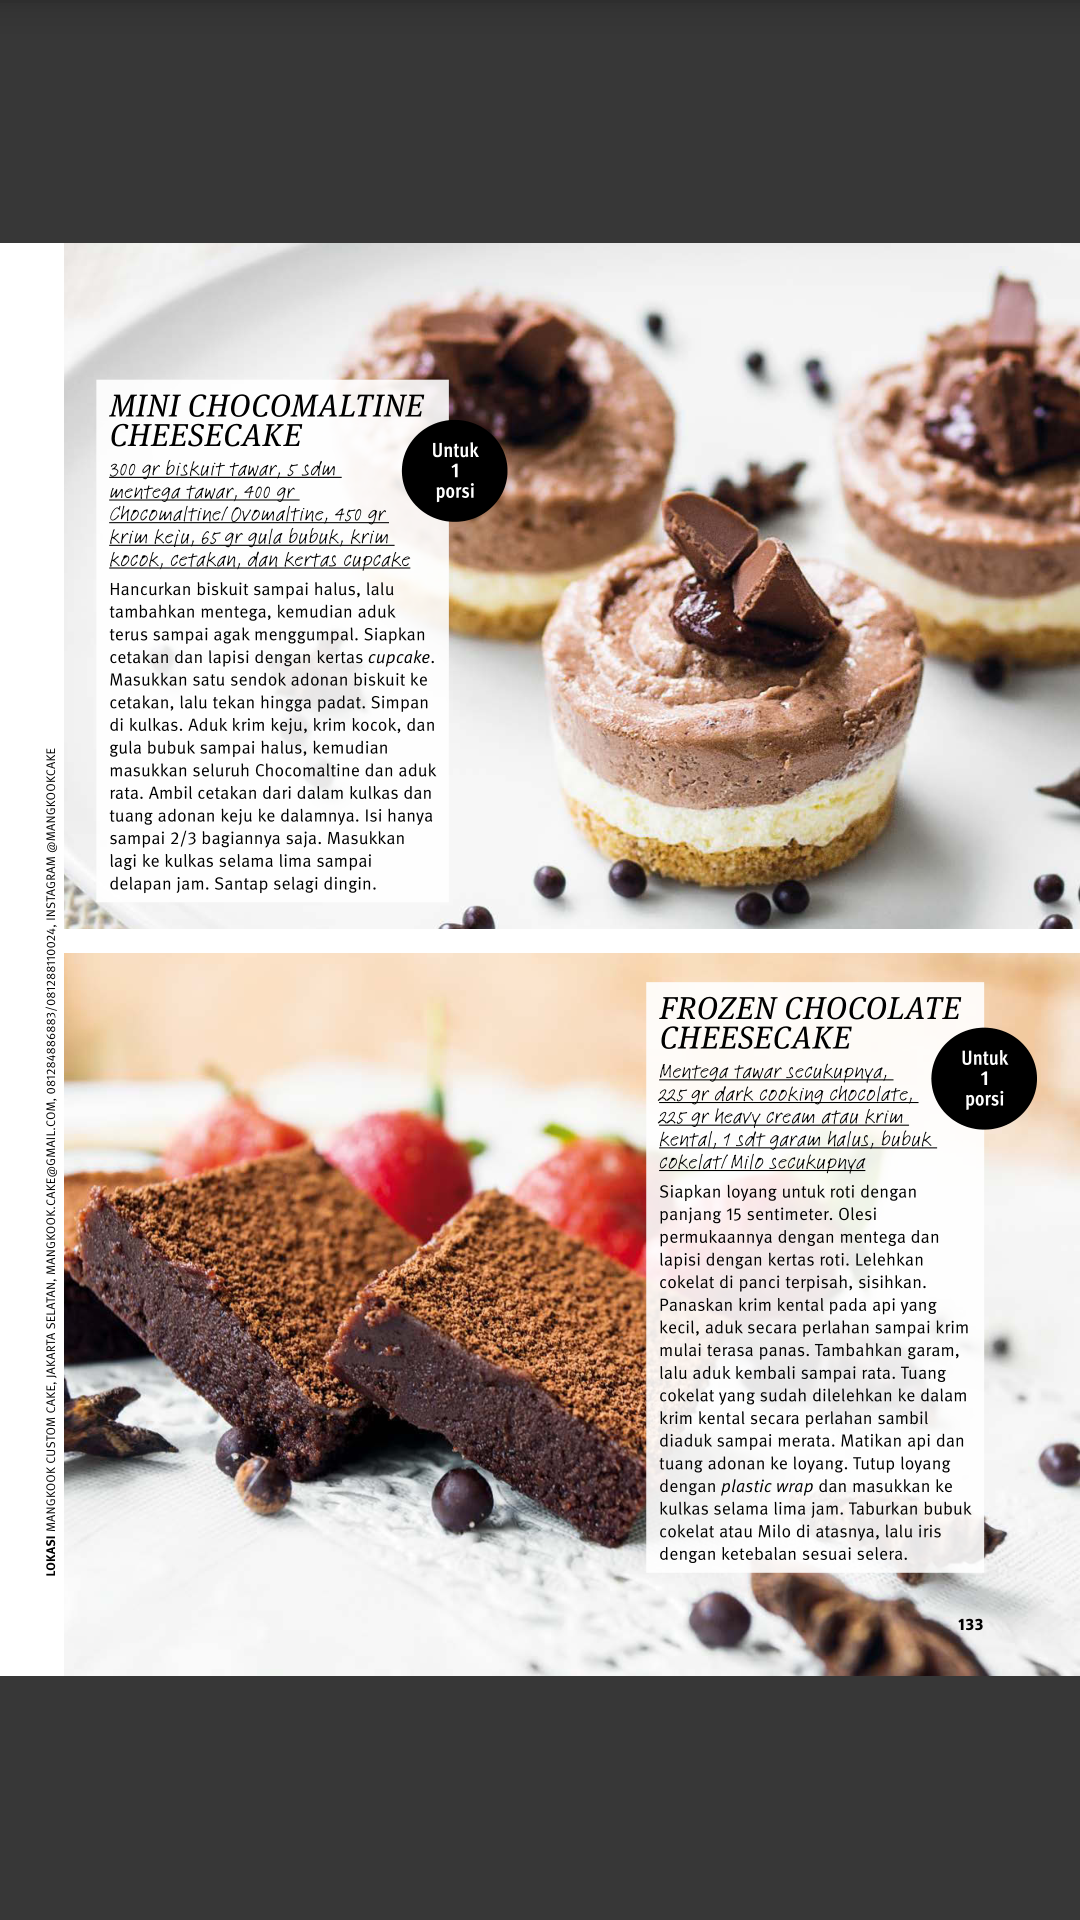 MINI CHOCOMALTINE
CHEESECAKE
Untuk
1
porsi
300 gr biskuit tawar, 5 sdm
mentega tawar, 400 gr
Chocomaltine/Ovomaltine, 450 gr
krim keju, 65 gr gula bubuk, krim
kocok, cetakan, dan kertas cupcake
Hancurkan biskuit sampai halus, lalu
tambahkan mentega, kemudian aduk
terus sampai agak menggumpal. Siapkan
cetakan dan lapisi dengan kertas cupcake.
Masukkan satu sendok adonan biskuit ke
cetakan, lalu tekan hingga padat. Simpan
di kulkas. Aduk krim keju, krim kocok, dan
gula bubuk sampai halus, kemudian
masukkan seluruh Chocomaltine dan aduk
rata. Ambil cetakan dari dalam kulkas dan
tuang adonan keju ke dalamnya. Isi hanya
sampai 2/3 bagiannya saja. Masukkan
lagi ke kulkas selama lima sampai
delapan jam. Santap selagi dingin.
FROZEN CHOCOLATE
CHEESECAKE
Untuk
1
porsi
Mentega tawar secukupnya,
225 gr dark cooking chocolate,
225 gr heavy cream atau krim
kental, 1 sdt garam halus, bubuk
cokelat/Milo secukupnya
Siapkan loyang untuk roti dengan
panjang 15 sentimeter. Olesi
permukaannya dengan mentega dan
lapisi dengan kertas roti. Lelehkan
cokelat di panci terpisah, sisihkan.
Panaskan krim kental pada api yang
kecil, aduk secara perlahan sampai krim
mulai terasa panas. Tambahkan garam,
lalu aduk kembali sampai rata. Tuang
cokelat yang sudah dilelehkan ke dalam
krim kental secara perlahan sambil
diaduk sampai merata. Matikan api dan
tuang adonan ke loyang. Tutup loyang
dengan plastic wrap dan masukkan ke
kulkas selama lima jam. Taburkan bubuk
cokelat atau Milo di atasnya, lalu iris
dengan ketebalan sesuai selera.
LOKASI MANGKOOK CUSTOM CAKE, JAKARTA SELATAN, MANGKOOK.CAKE@GMAIL.COM, 081284886883/081288110024, INSTAGRAM @MANGKOOKCAKE
133